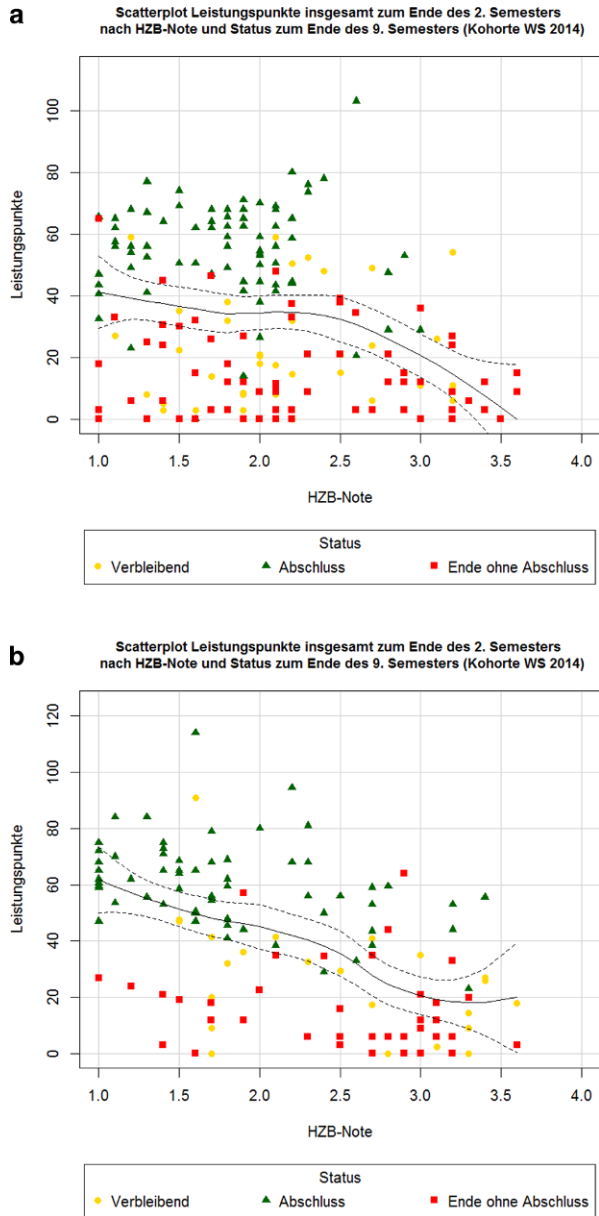 a
Scatterplot Leistungspunkte insgesamt zum Ende des 2. Semesters
nach HZB-Note und Status zum Ende des 9. Semesters (Kohorte WS 2014)
Leistungspunkte
100
80
60
40
20
0
1.0 1.5 2.0 2.5 3.0 3.5 4.0
HZB-Note
Status
Verbleibend Abschluss Ende ohne Abschluss
b
Scatterplot Leistungspunkte insgesamt zum Ende des 2. Semesters
nach HZB-Note und Status zum Ende des 9. Semesters (Kohorte WS 2014)
Leistungspunkte
120
100
80
60
40
20
0
1.0 1.5 2.0 2.5 3.0 3.5 4.0
HZB-Note
Status
Verbleibend Abschluss Ende ohne Abschluss